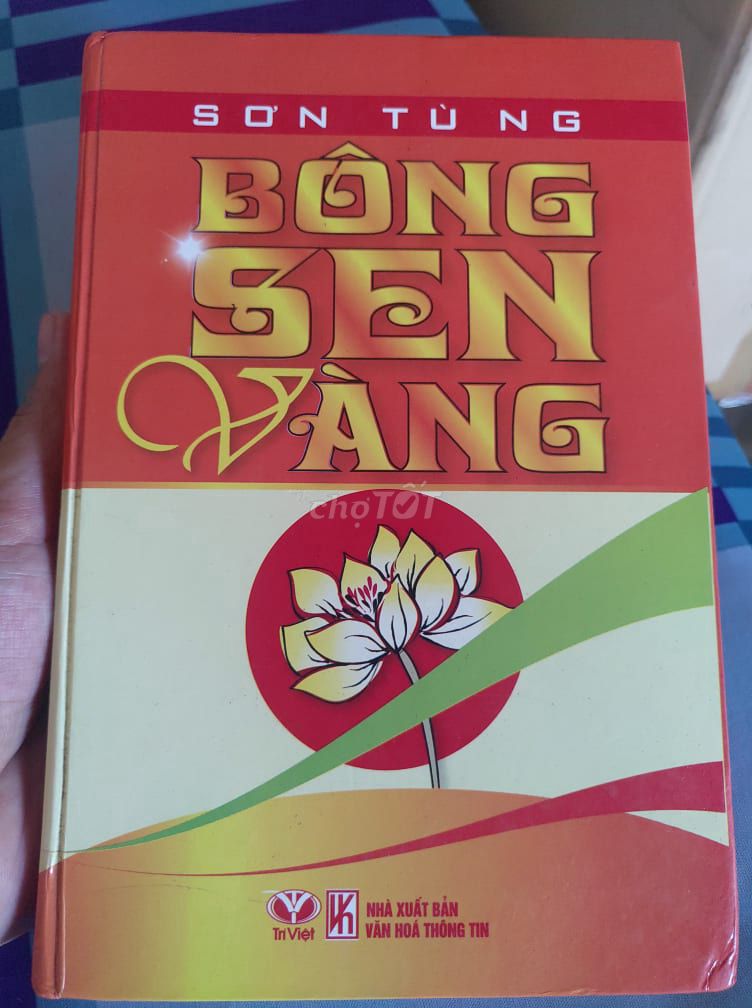 SƠN TÙNG
BÔNG
SEN
VÀNG
chợTỐT
Trí Việt
NHÀ XUẤT BẢN
VĂN HOÁ THÔNG TIN